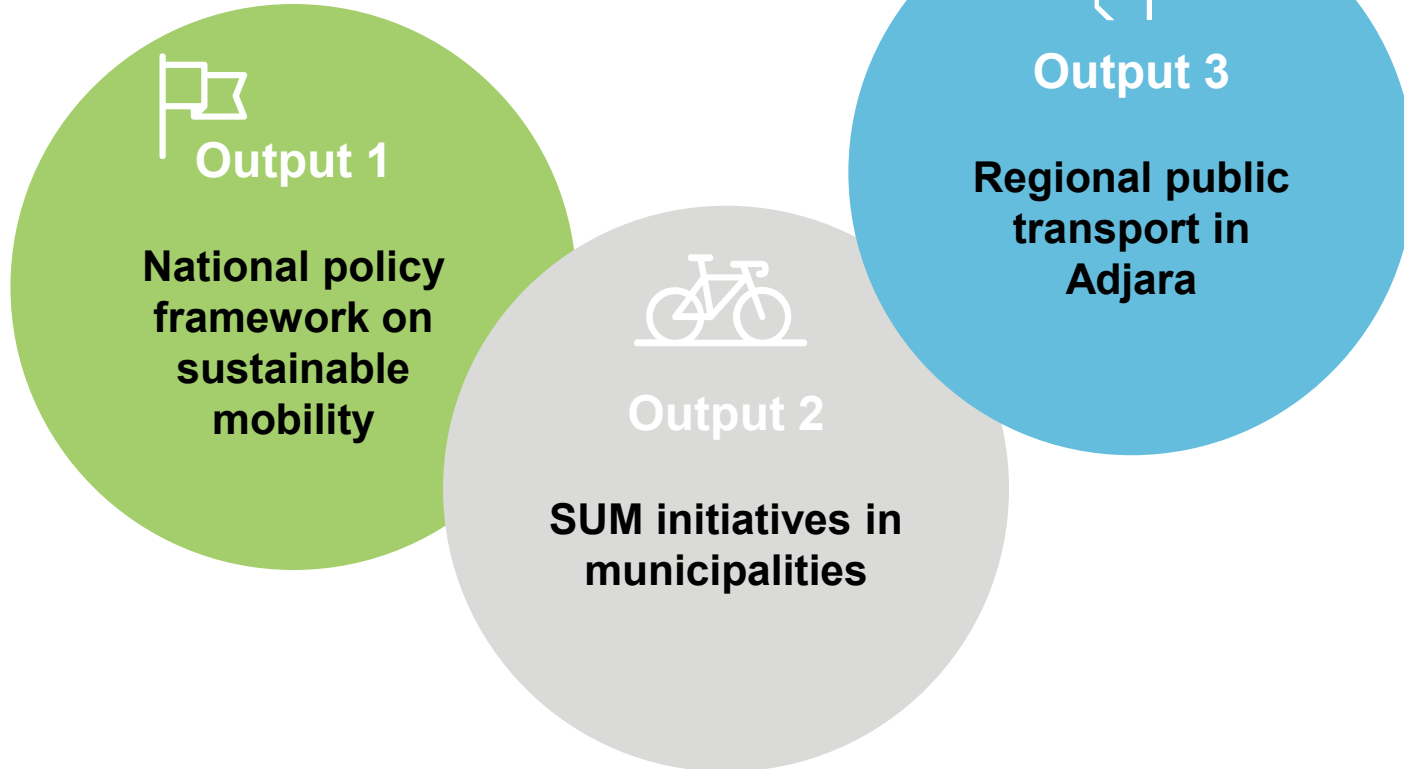 Output 1
National policy
framework on
sustainable
mobility
Output 2
SUM initiatives in
municipalities
Output 3
Regional public
transport in
Adjara